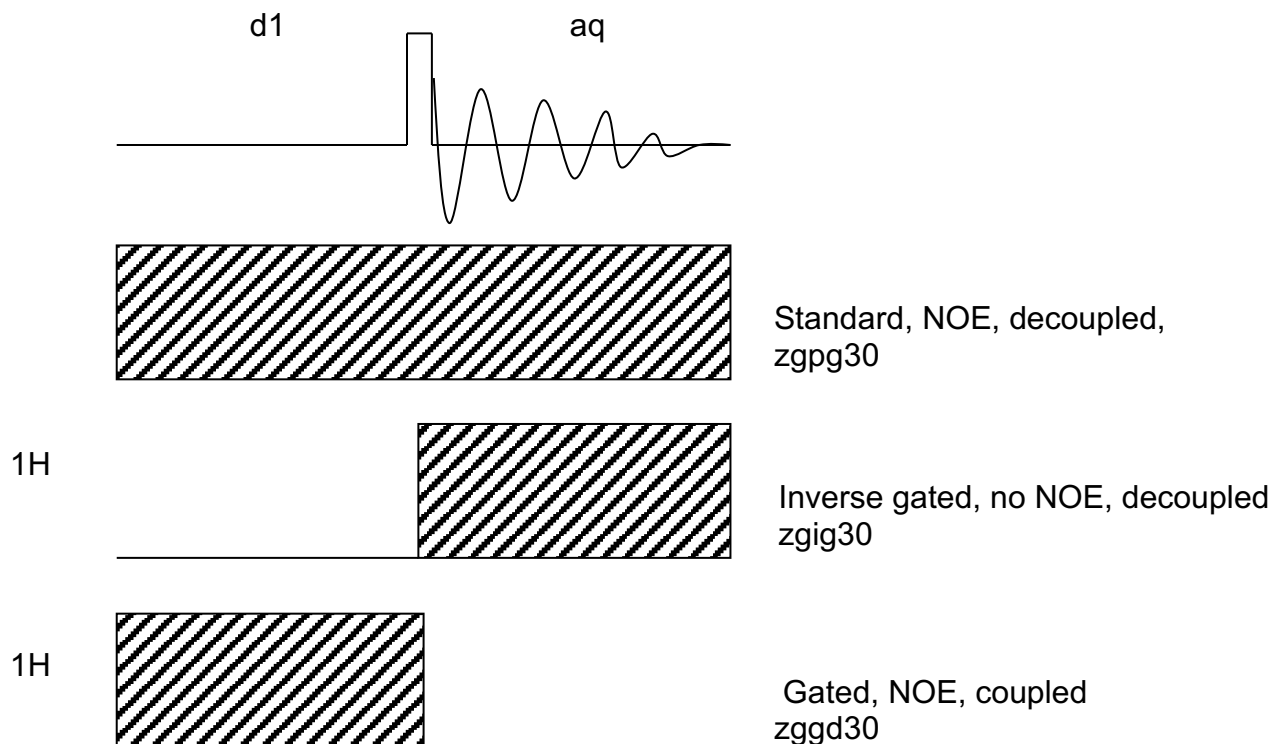 d1
aq
Standard, NOE, decoupled,
zgpg30
1H
Inverse gated, no NOE, decoupled
zgig30
1H
Gated, NOE, coupled
zggd30